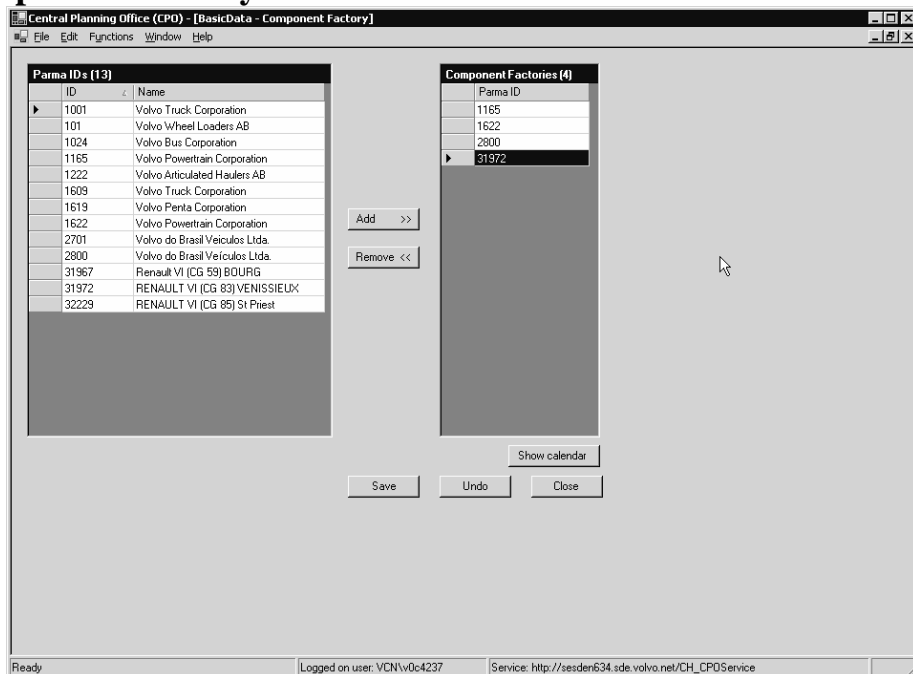 Central Planning Office (CPO) - [BasicData - Component Factory]
File Edit Functions Window Help
Parma IDs (13)
ID Name
1001 Volvo Truck Corporation
101 Volvo Wheel Loaders AB
1024 Volvo Bus Corporation
1165 Volvo Powertrain Corporation
1222 Volvo Articulated Haulers AB
1609 Volvo Truck Corporation
1619 Volvo Penta Corporation
1622 Volvo Powertrain Corporation
2701 Volvo do Brasil Veiculos Ltda.
2800 Volvo do Brasil Veículos Ltda.
31967 Renault VI (CG 59) BOURG
31972 RENAULT VI (CG 83) VENISSIEUX
32229 RENAULT VI (CG 85) St Priest
Add >>
Remove <<
Component Factories (4)
Parma ID
1165
1622
2800
31972
Show calendar
Save Undo Close
Ready Logged on user: VCN\v0c4237 Service: http://sesden634.sde.volvo.net/CH_CPOService